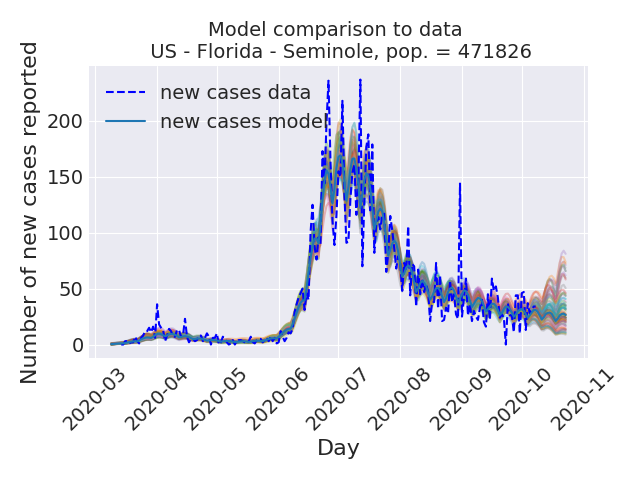 Model comparison to data
US - Florida - Seminole, pop. = 471826
Number of new cases reported
200
150
100
50
0
new cases data
new cases model
2020-03
2020-04
2020-05
2020-06
2020-07
2020-08
2020-09
2020-10
2020-11
Day